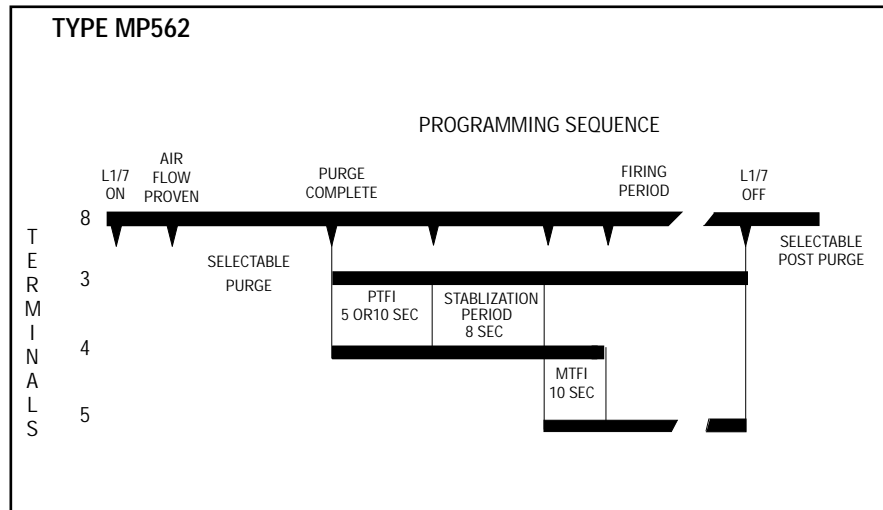 TYPE MP562
PROGRAMMING SEQUENCE
L1/7
ON
AIR
FLOW
PROVEN
PURGE
COMPLETE
FIRING
PERIOD
L1/7
OFF
8
SELECTABLE
PURGE
SELECTABLE
POST PURGE
TERMINALS
3
PTFI
5 OR10 SEC
STABLIZATION
PERIOD
8 SEC
4
MTFI
10 SEC
5